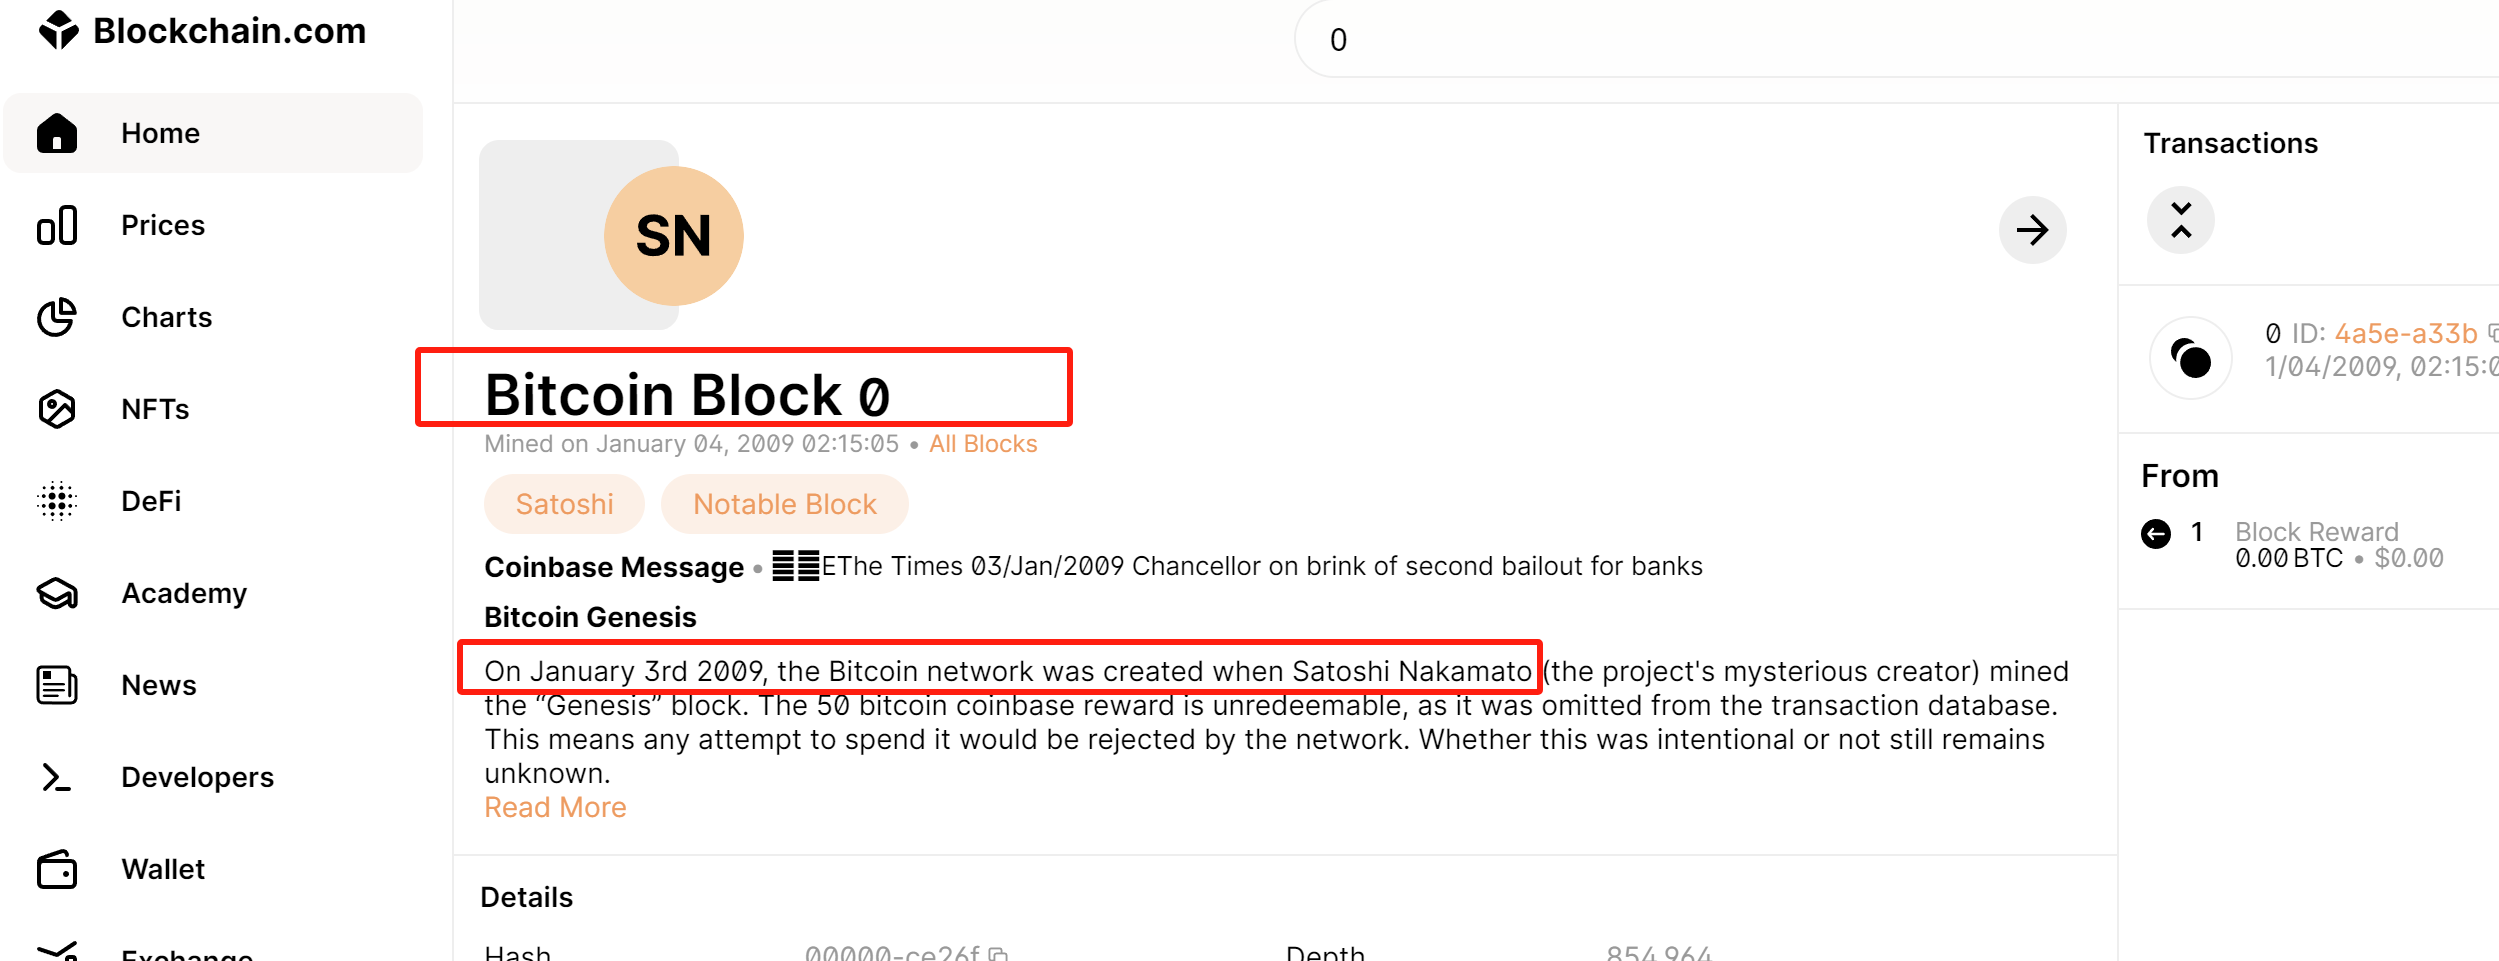 Blockchain.com
0
Home
Prices
Charts
NFTs
DeFi
Academy
News
Developers
Wallet
Exchange
SN
Bitcoin Block 0
Mined on January 04, 2009 02:15:05 • All Blocks
Satoshi
Notable Block
Coinbase Message • EThe Times 03/Jan/2009 Chancellor on brink of second bailout for banks
Bitcoin Genesis
On January 3rd 2009, the Bitcoin network was created when Satoshi Nakamato (the project's mysterious creator) mined
the “Genesis” block. The 50 bitcoin coinbase reward is unredeemable, as it was omitted from the transaction database.
This means any attempt to spend it would be rejected by the network. Whether this was intentional or not still remains
unknown.
Read More
Details
Hash 00000-ce26f
Depth 854,964
Transactions
0 ID: 4a5e-a33b
1/04/2009, 02:15:0
From
1 Block Reward
0.00 BTC • $0.00